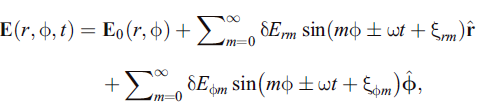 E(r, ϕ, t) = E₀(r, ϕ) + ∑_{m=0}^{∞} δE_{rm} sin(mϕ ± ωt + ξ_{rm}) r̂
+ ∑_{m=0}^{∞} δE_{ϕm} sin(mϕ ± ωt + ξ_{ϕm}) ϕ̂,